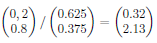 (0,2 / 0.8) / (0.625 / 0.375) = (0.32 / 2.13)